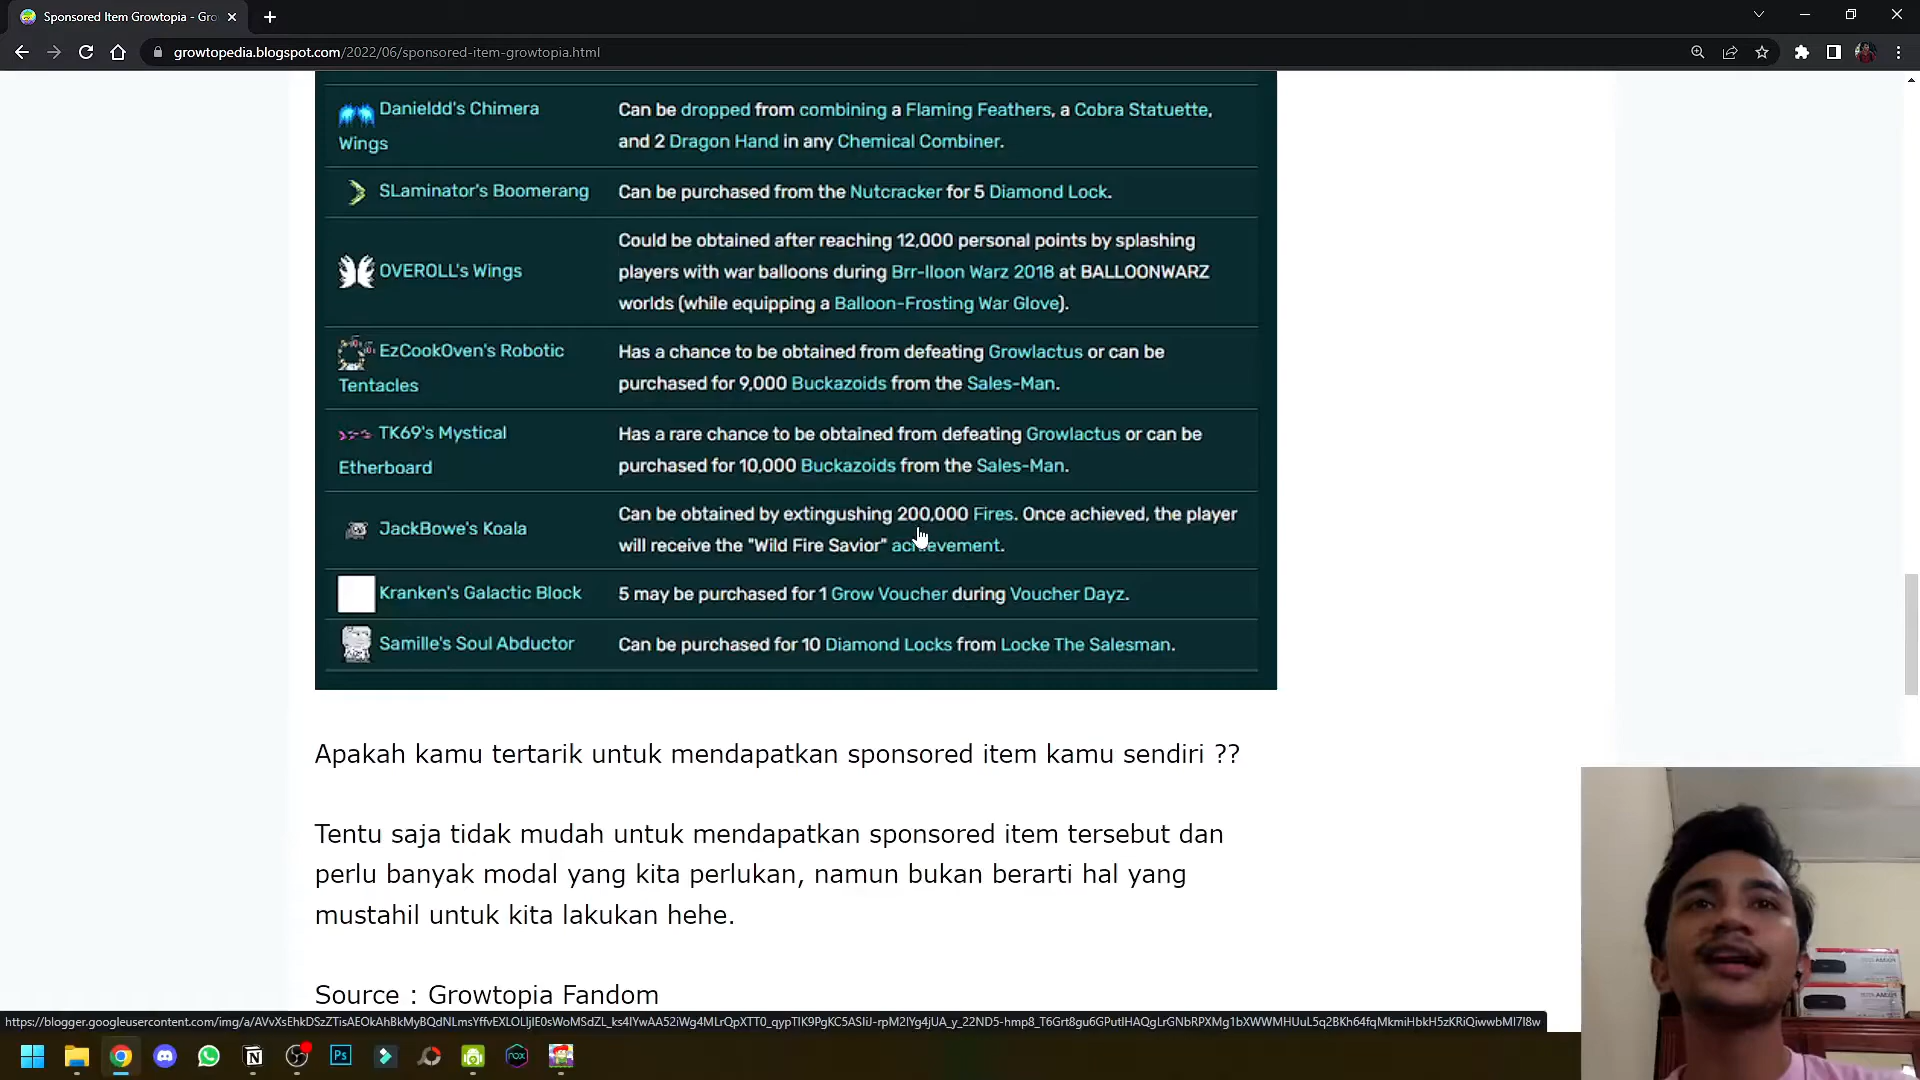 Sponsored Item Growtopia - Gro
growtopedia.blogspot.com/2022/06/sponsored-item-growtopia.html
Danieldd's Chimera Wings
Can be dropped from combining a Flaming Feathers, a Cobra Statuette,
and 2 Dragon Hand in any Chemical Combiner.
SLaminator's Boomerang
Can be purchased from the Nutcracker for 5 Diamond Lock.
OVEROLL's Wings
Could be obtained after reaching 12,000 personal points by splashing
players with war balloons during Brr-lloon Warz 2018 at BALLOONWARZ
worlds (while equipping a Balloon-Frosting War Glove).
EzCookOven's Robotic
Tentacles
Has a chance to be obtained from defeating Growlactus or can be
purchased for 9,000 Buckazoids from the Sales-Man.
TK69's Mystical
Etherboard
Has a rare chance to be obtained from defeating Growlactus or can be
purchased for 10,000 Buckazoids from the Sales-Man.
JackBowe's Koala
Can be obtained by extingushing 200,000 Fires. Once achieved, the player
will receive the "Wild Fire Savior" achievement.
Kranken's Galactic Block
5 may be purchased for 1 Grow Voucher during Voucher Dayz.
Samille's Soul Abductor
Can be purchased for 10 Diamond Locks from Locke The Salesman.
Apakah kamu tertarik untuk mendapatkan sponsored item kamu sendiri ??
Tentu saja tidak mudah untuk mendapatkan sponsored item tersebut dan
perlu banyak modal yang kita perlukan, namun bukan berarti hal yang
mustahil untuk kita lakukan hehe.
Source : Growtopia Fandom